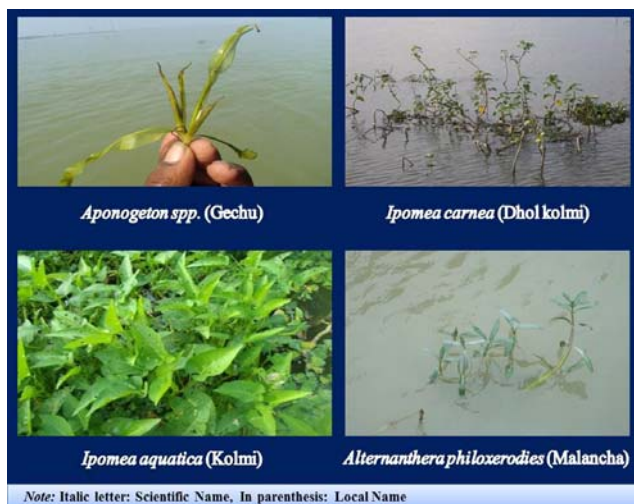 Aponogeton spp. (Gechu)
Ipomea carnea (Dhol kolmi)
Ipomea aquatica (Kolmi)
Alternanthera philoxerodies (Malancha)
Note: Italic letter: Scientific Name, In parenthesis: Local Name